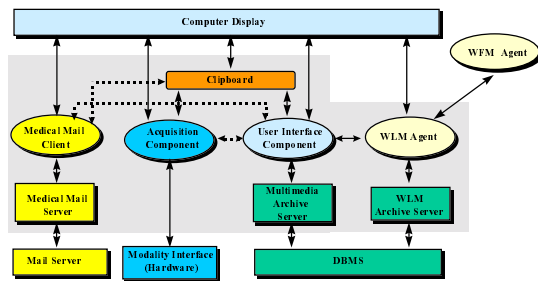 Computer Display
WFM Agent
Clipboard
Medical Mail
Client
Acquisition
Component
User Interface
Component
WLM Agent
Medical Mail
Server
Multimedia
Archive
Server
WLM
Archive Server
Mail Server
Modality Interface
(Hardware)
DBMS